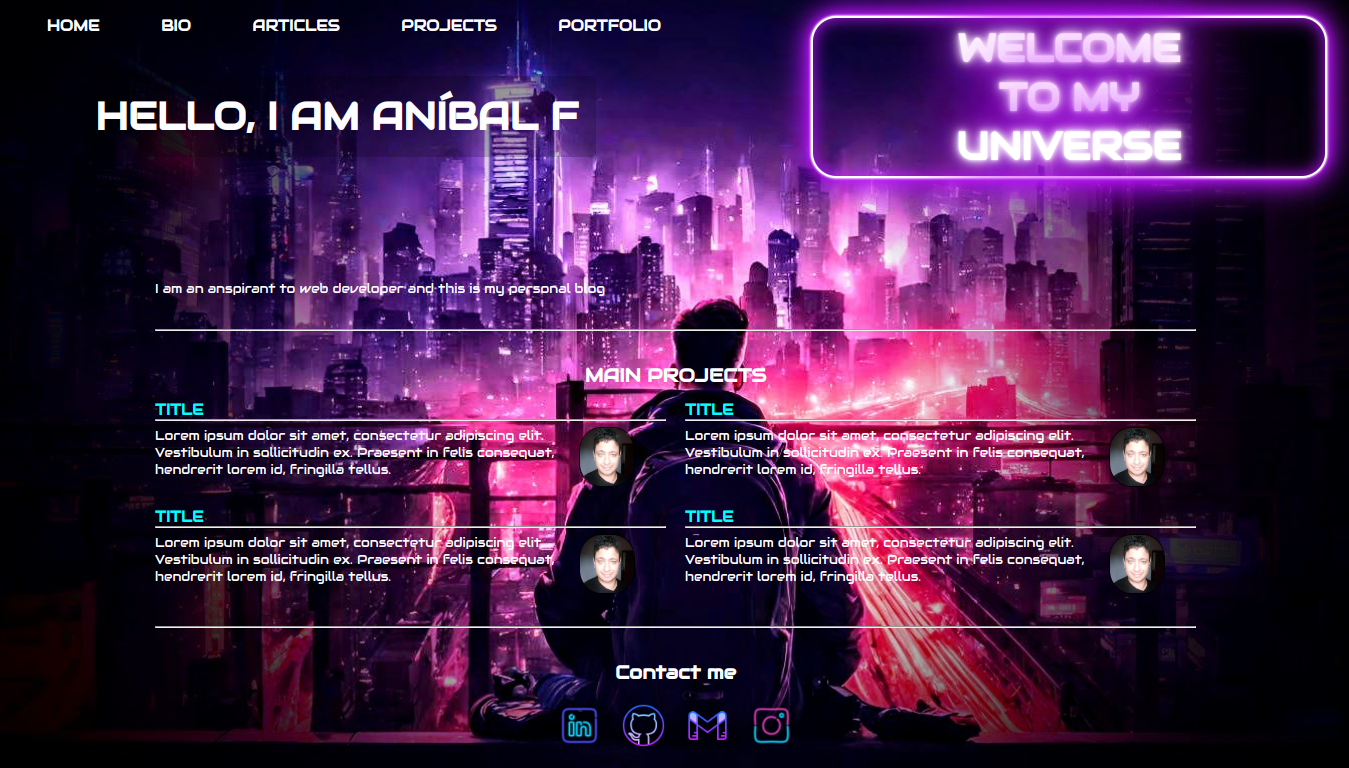 HOME BIO ARTICLES PROJECTS PORTFOLIO
WELCOME
TO MY
UNIVERSE
HELLO, I AM ANÍBAL F
I am an anspirant to web developer and this is my personal blog
MAIN PROJECTS
TITLE
Lorem ipsum dolor sit amet, consectetur adipiscing elit.
Vestibulum in sollicitudin ex. Praesent in felis consequat,
hendrerit lorem id, fringilla tellus.
TITLE
Lorem ipsum dolor sit amet, consectetur adipiscing elit.
Vestibulum in sollicitudin ex. Praesent in felis consequat,
hendrerit lorem id, fringilla tellus.
TITLE
Lorem ipsum dolor sit amet, consectetur adipiscing elit.
Vestibulum in sollicitudin ex. Praesent in felis consequat,
hendrerit lorem id, fringilla tellus.
TITLE
Lorem ipsum dolor sit amet, consectetur adipiscing elit.
Vestibulum in sollicitudin ex. Praesent in felis consequat,
hendrerit lorem id, fringilla tellus.
Contact me
in